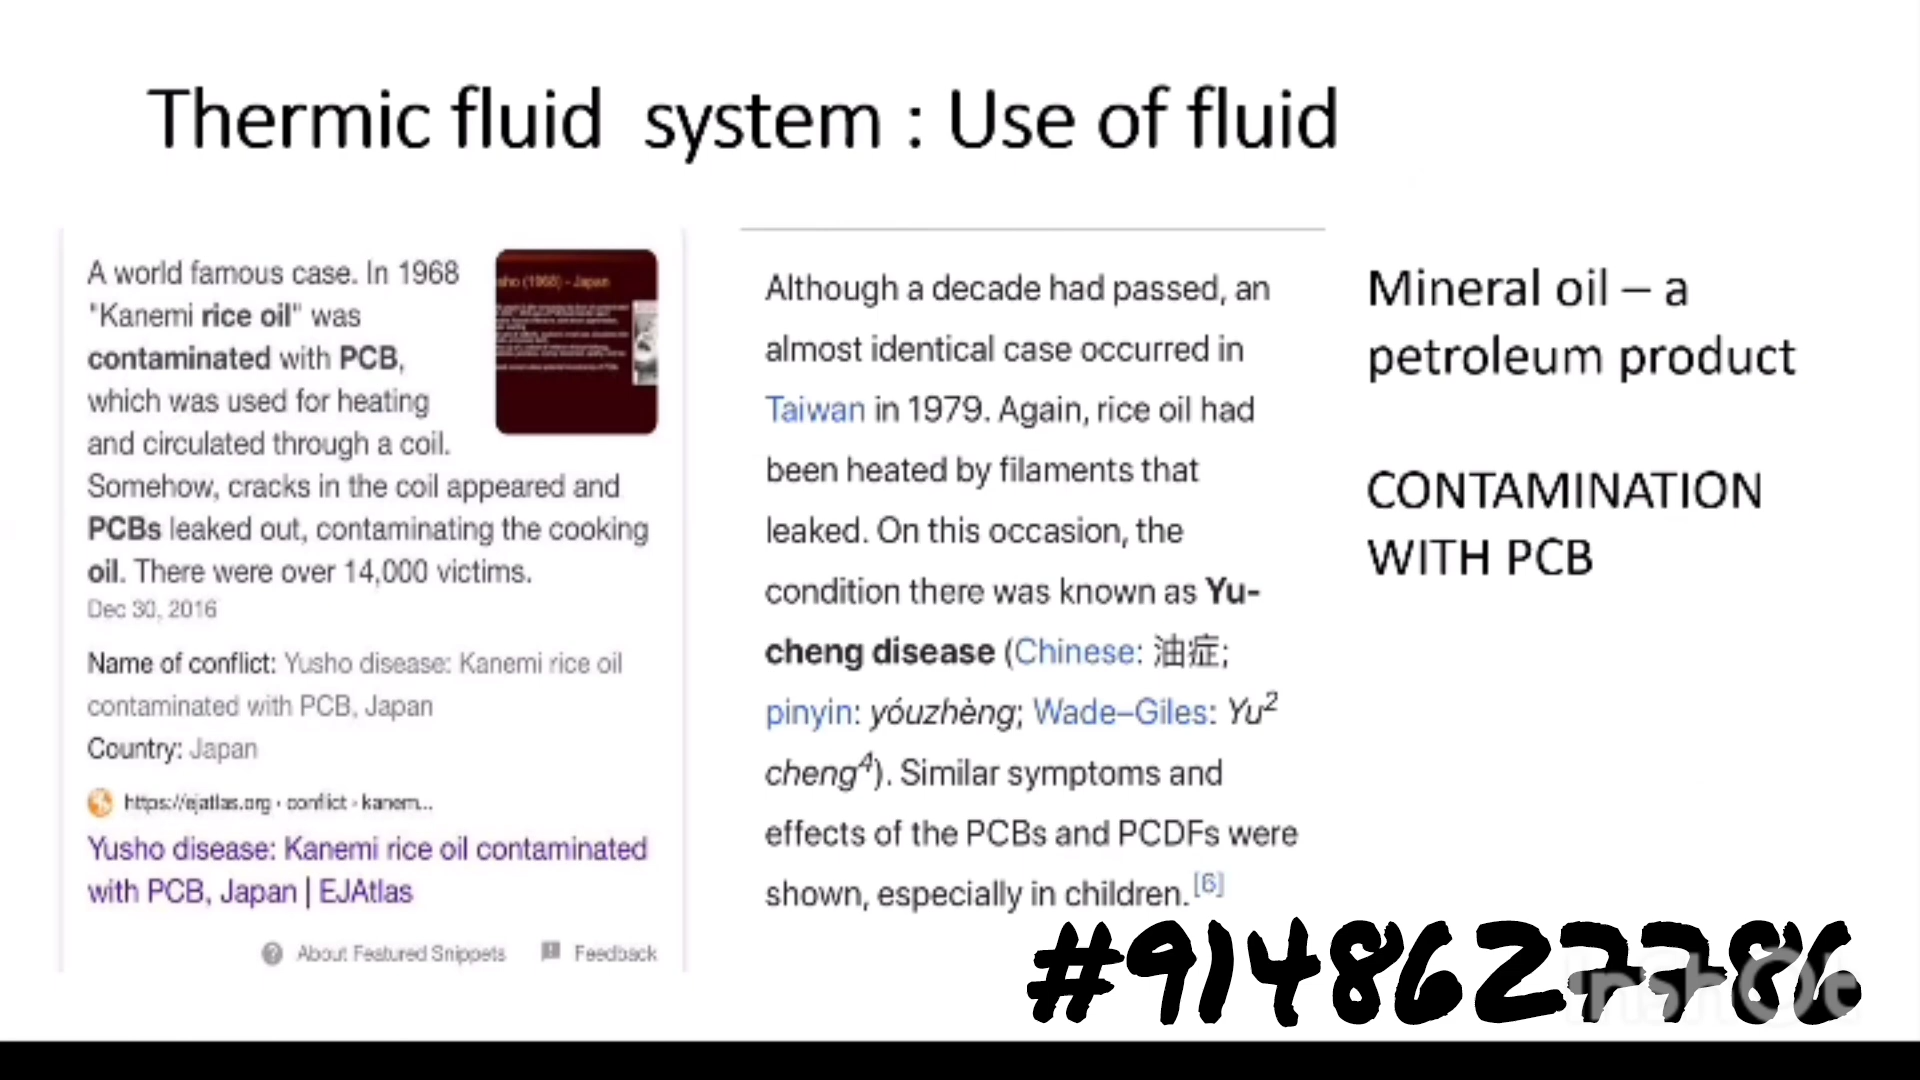 Thermic fluid system : Use of fluid
A world famous case. In 1968
"Kanemi rice oil" was
contaminated with PCB,
which was used for heating
and circulated through a coil.
Somehow, cracks in the coil appeared and
PCBs leaked out, contaminating the cooking
oil. There were over 14,000 victims.
Dec 30, 2016
Name of conflict: Yusho disease: Kanemi rice oil
contaminated with PCB, Japan
Country: Japan
https://ejatlas.org › conflict › kanem...
Yusho disease: Kanemi rice oil contaminated
with PCB, Japan | EJAtlas
About Featured Snippets Feedback
sho (1968) - Japan
Although a decade had passed, an
almost identical case occurred in
Taiwan in 1979. Again, rice oil had
been heated by filaments that
leaked. On this occasion, the
condition there was known as Yu-
cheng disease (Chinese: 油症;
pinyin: yóuzhèng; Wade–Giles: Yu²
cheng⁴). Similar symptoms and
effects of the PCBs and PCDFs were
shown, especially in children.[6]
Mineral oil – a
petroleum product
CONTAMINATION
WITH PCB
#9148627786
InShOt